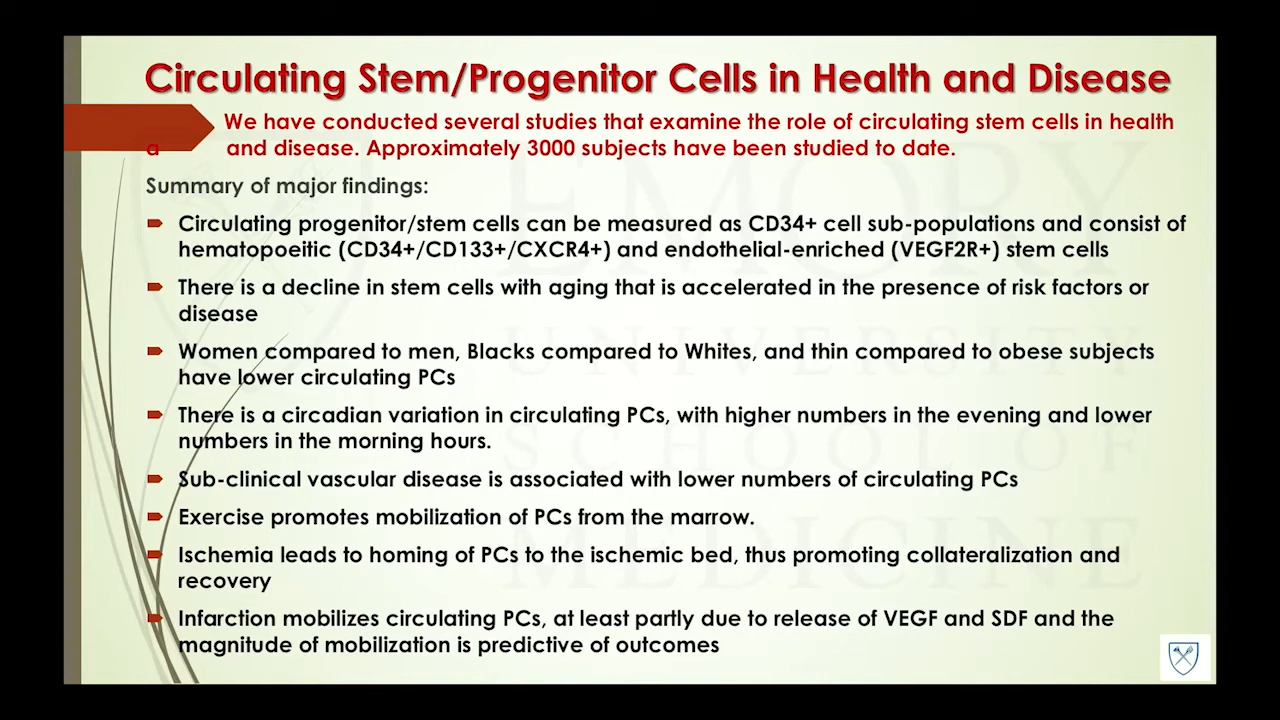 Circulating Stem/Progenitor Cells in Health and Disease
We have conducted several studies that examine the role of circulating stem cells in health
a and disease. Approximately 3000 subjects have been studied to date.
Summary of major findings:
Circulating progenitor/stem cells can be measured as CD34+ cell sub-populations and consist of
hematopoeitic (CD34+/CD133+/CXCR4+) and endothelial-enriched (VEGF2R+) stem cells
There is a decline in stem cells with aging that is accelerated in the presence of risk factors or
disease
Women compared to men, Blacks compared to Whites, and thin compared to obese subjects
have lower circulating PCs
There is a circadian variation in circulating PCs, with higher numbers in the evening and lower
numbers in the morning hours.
Sub-clinical vascular disease is associated with lower numbers of circulating PCs
Exercise promotes mobilization of PCs from the marrow.
Ischemia leads to homing of PCs to the ischemic bed, thus promoting collateralization and
recovery
Infarction mobilizes circulating PCs, at least partly due to release of VEGF and SDF and the
magnitude of mobilization is predictive of outcomes
EMORY
UNIVERSITY
SCHOOL OF
MEDICINE